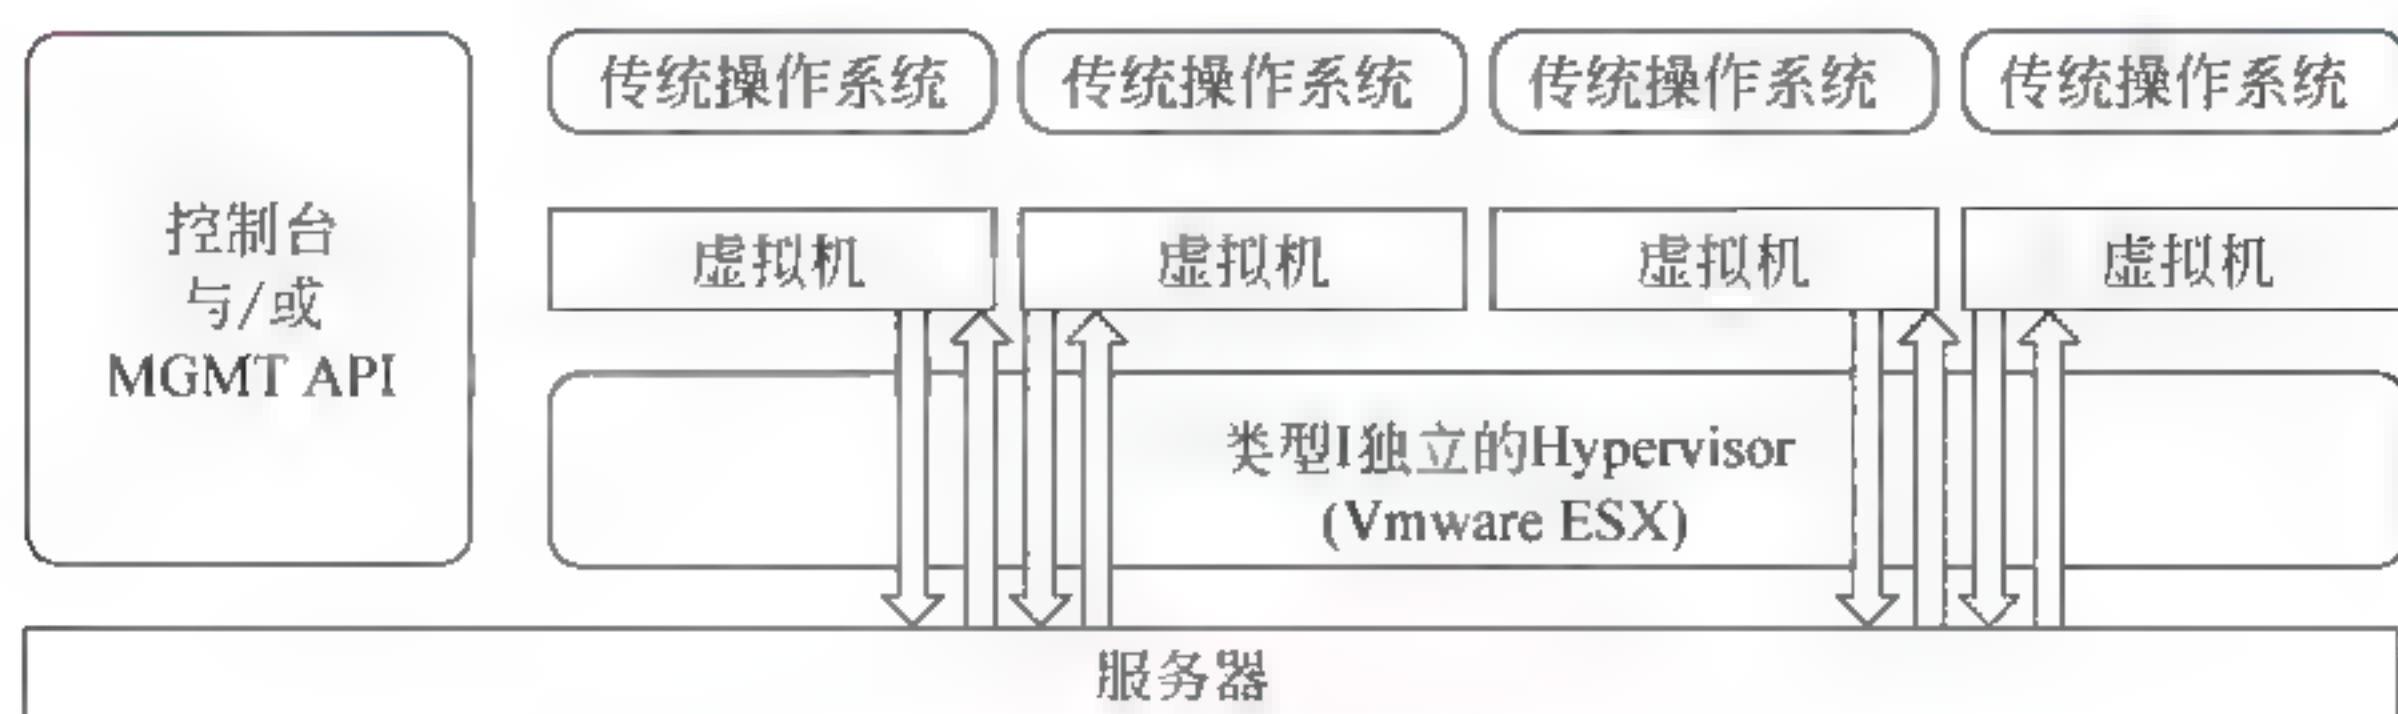 传统操作系统
传统操作系统
传统操作系统
传统操作系统
控制台
与/或
MGMT API
虚拟机
虚拟机
虚拟机
虚拟机
类型I独立的Hypervisor
(Vmware ESX)
服务器